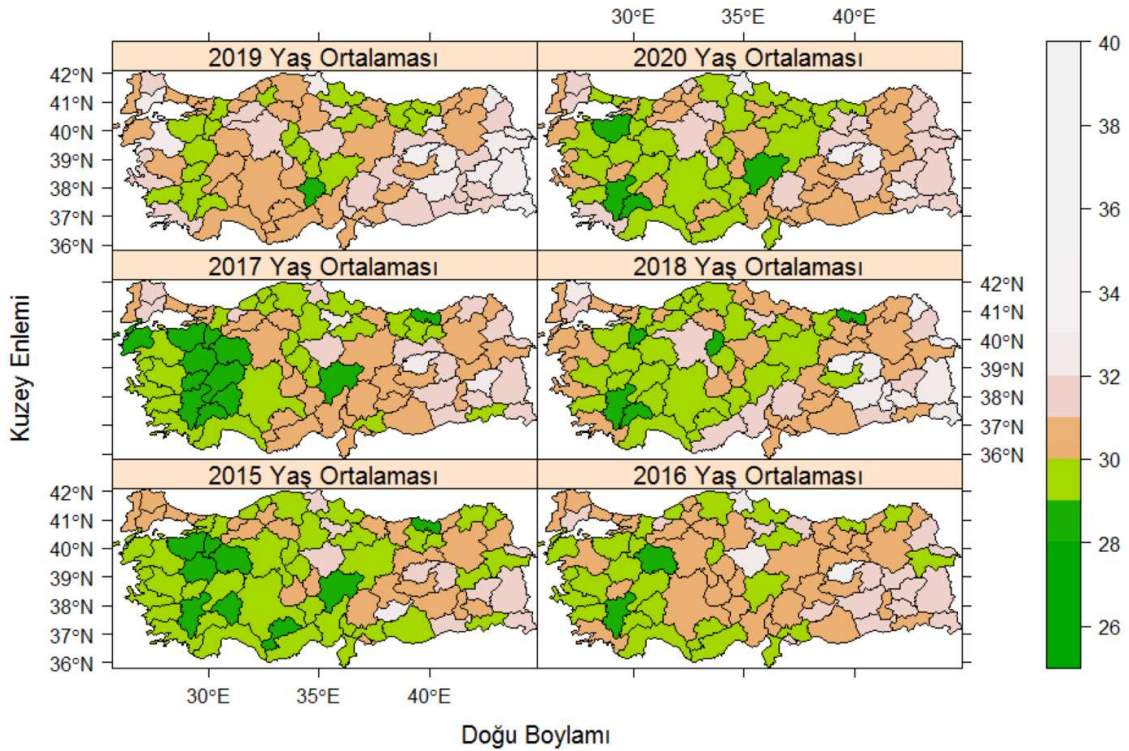 30°E 35°E 40°E
2019 Yaş Ortalaması 2020 Yaş Ortalaması
42°N
41°N
40°N
39°N
38°N
37°N
36°N
2017 Yaş Ortalaması 2018 Yaş Ortalaması
42°N
41°N
40°N
39°N
38°N
37°N
36°N
2015 Yaş Ortalaması 2016 Yaş Ortalaması
42°N
41°N
40°N
39°N
38°N
37°N
36°N
30°E 35°E 40°E
Kuzey Enlemi
Doğu Boylamı
40
38
36
34
32
30
28
26